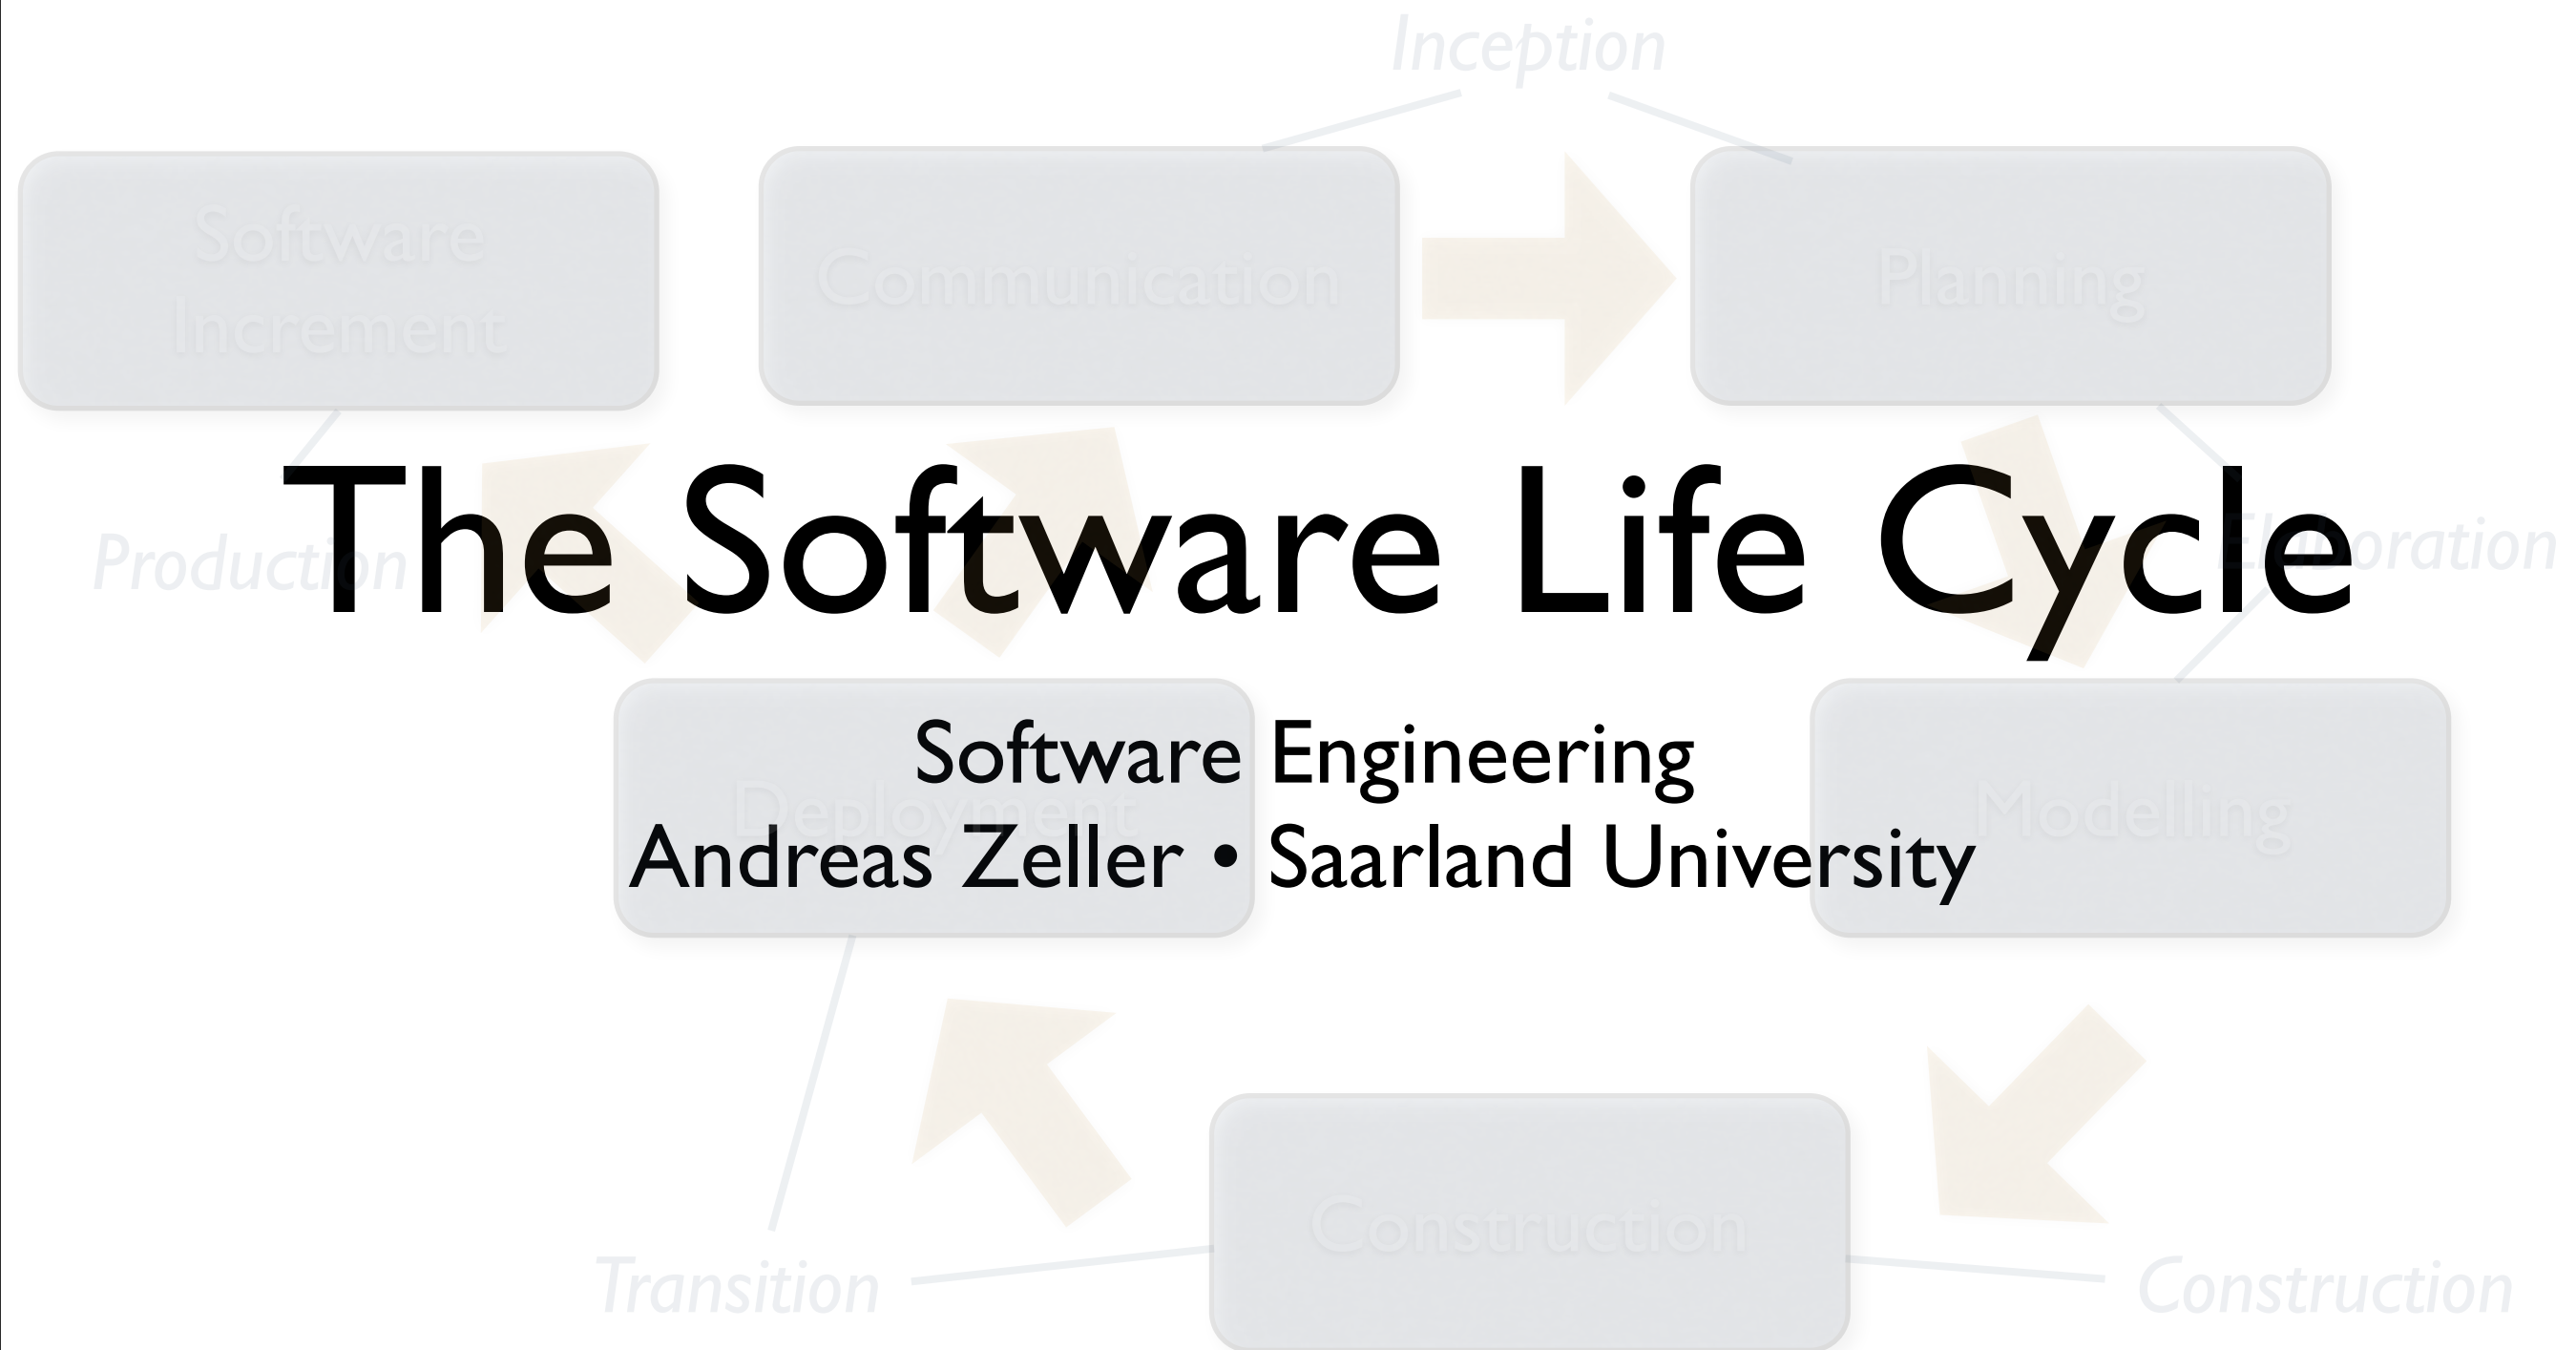 Inception
Software
Increment
Communication
Planning
The Software Life Cycle
Production
Elaboration
Software Engineering
Deployment
Modelling
Andreas Zeller • Saarland University
Construction
Transition
Construction